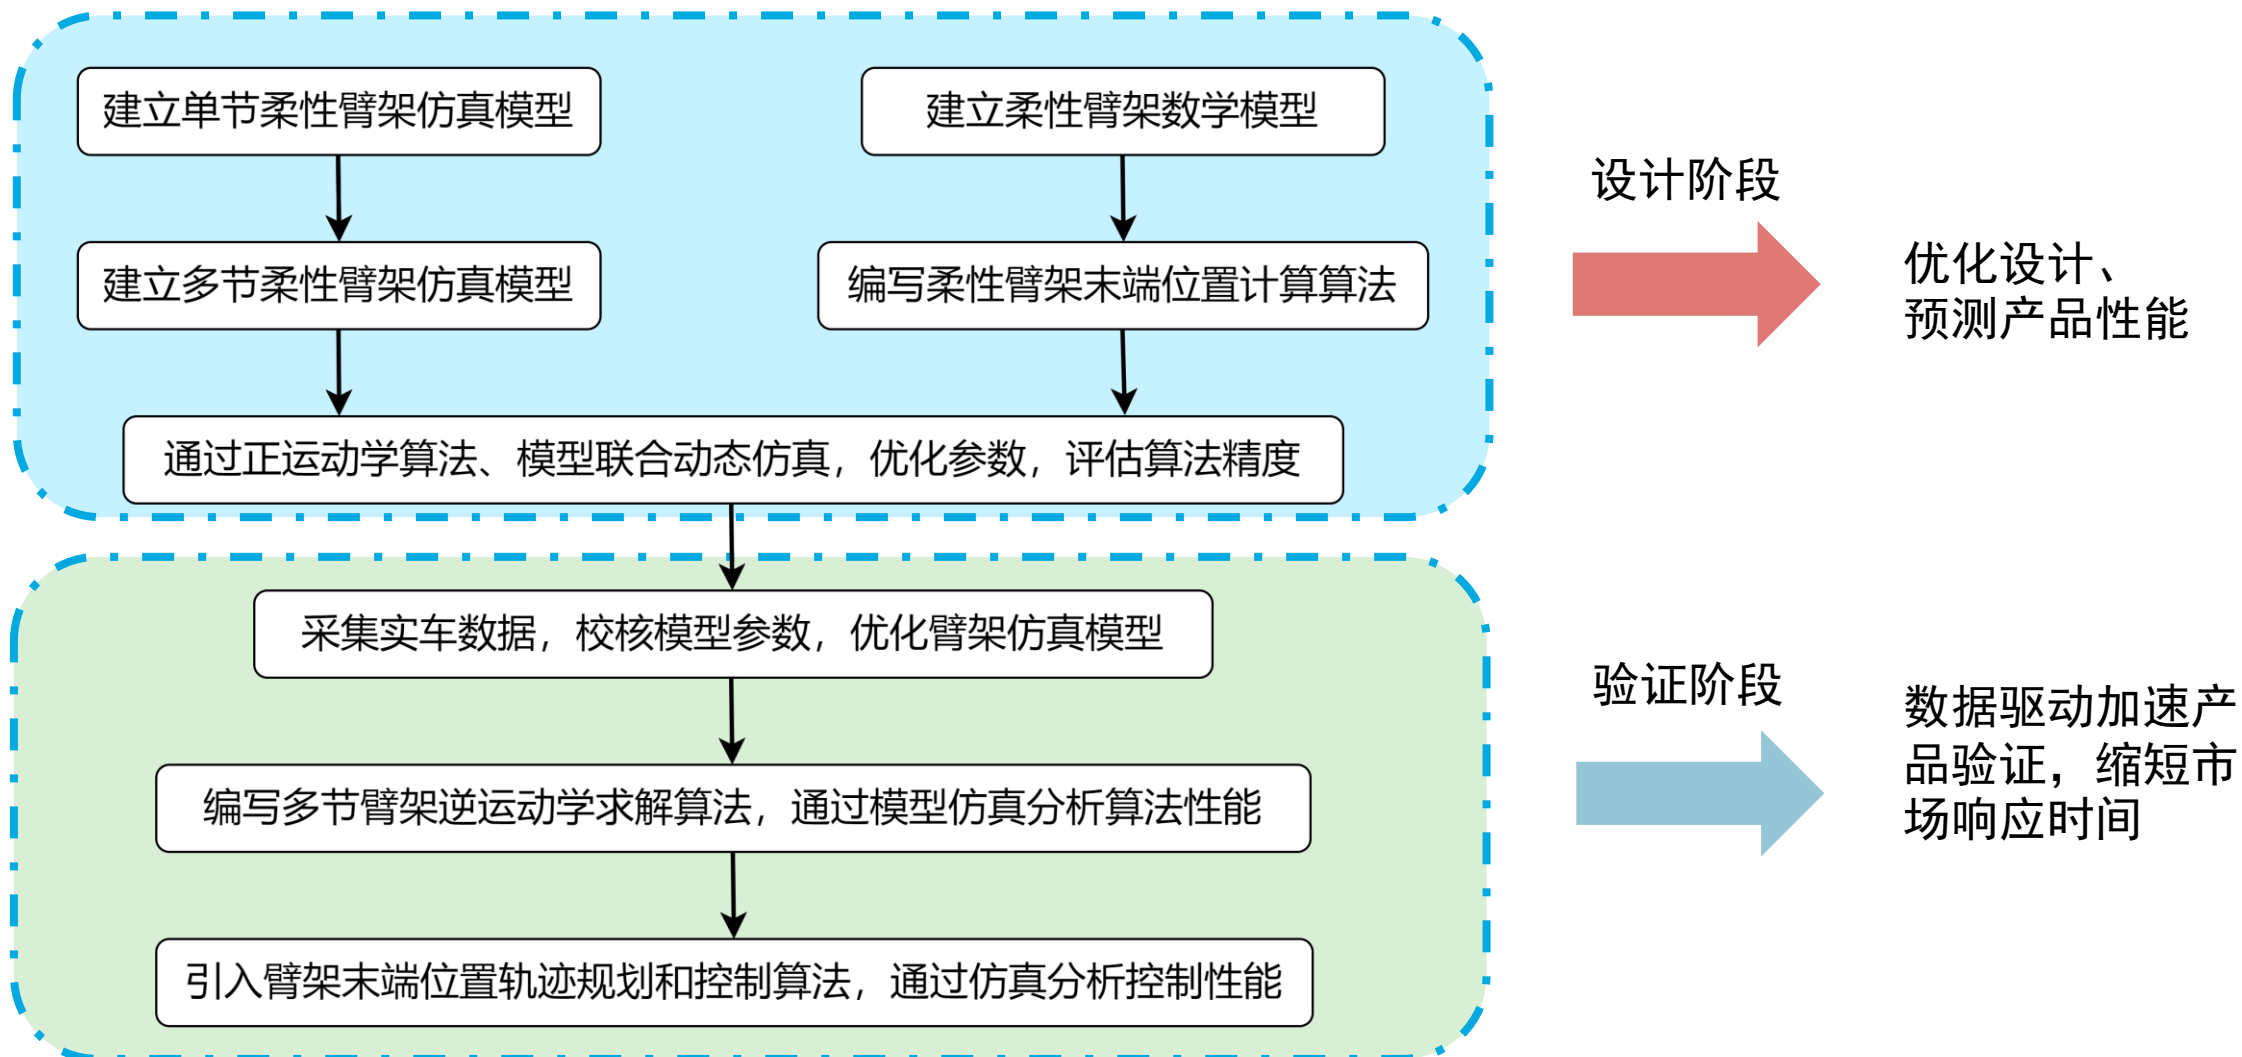 建立单节柔性臂架仿真模型
建立柔性臂架数学模型
建立多节柔性臂架仿真模型
编写柔性臂架末端位置计算算法
通过正运动学算法、模型联合动态仿真，优化参数，评估算法精度
设计阶段
优化设计、
预测产品性能
采集实车数据，校核模型参数，优化臂架仿真模型
编写多节臂架逆运动学求解算法，通过模型仿真分析算法性能
引入臂架末端位置轨迹规划和控制算法，通过仿真分析控制性能
验证阶段
数据驱动加速产
品验证，缩短市
场响应时间